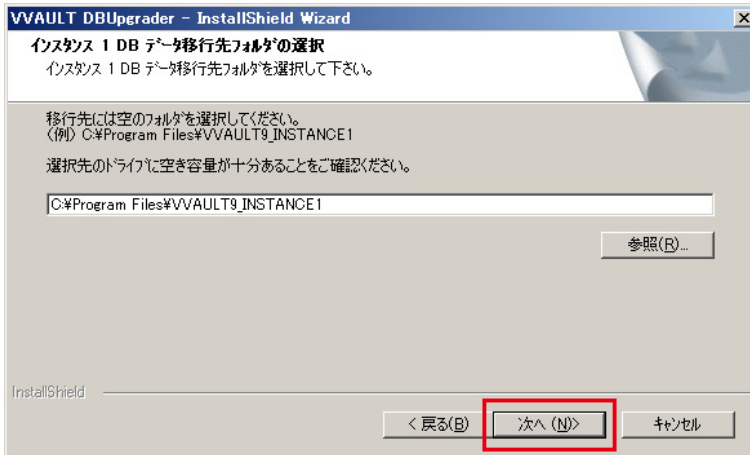 VVAULT DBUpgrader - InstallShield Wizard
インスタンス 1 DB データ移行先フォルダの選択
インスタンス 1 DB データ移行先フォルダを選択して下さい。
移行先には空のフォルダを選択してください。
(例) C:¥Program Files¥VVAULT9_INSTANCE1
選択先のドライブに空き容量が十分あることをご確認ください。
C:¥Program Files¥VVAULT9_INSTANCE1
参照(R)...
InstallShield
< 戻る(B)
次へ (N)>
キャンセル